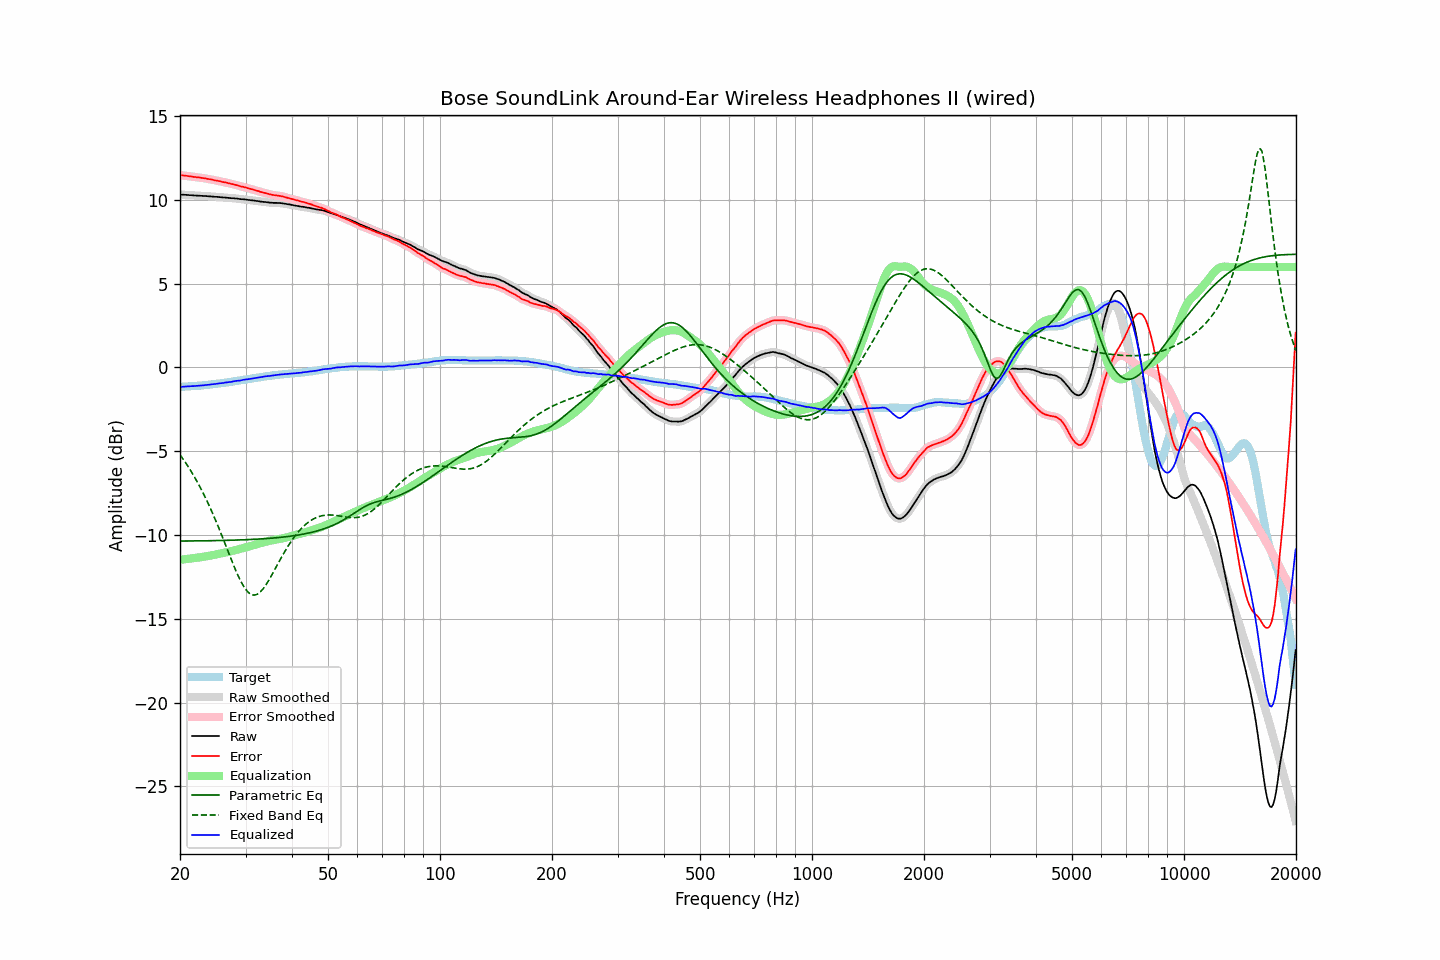 Bose SoundLink Around-Ear Wireless Headphones II (wired)
15
10
5
0
−5
−10
−15
−20
−25
Amplitude (dBr)
Target
Raw Smoothed
Error Smoothed
Raw
Error
Equalization
Parametric Eq
Fixed Band Eq
Equalized
20 50 100 200 500 1000 2000 5000 10000 20000
Frequency (Hz)